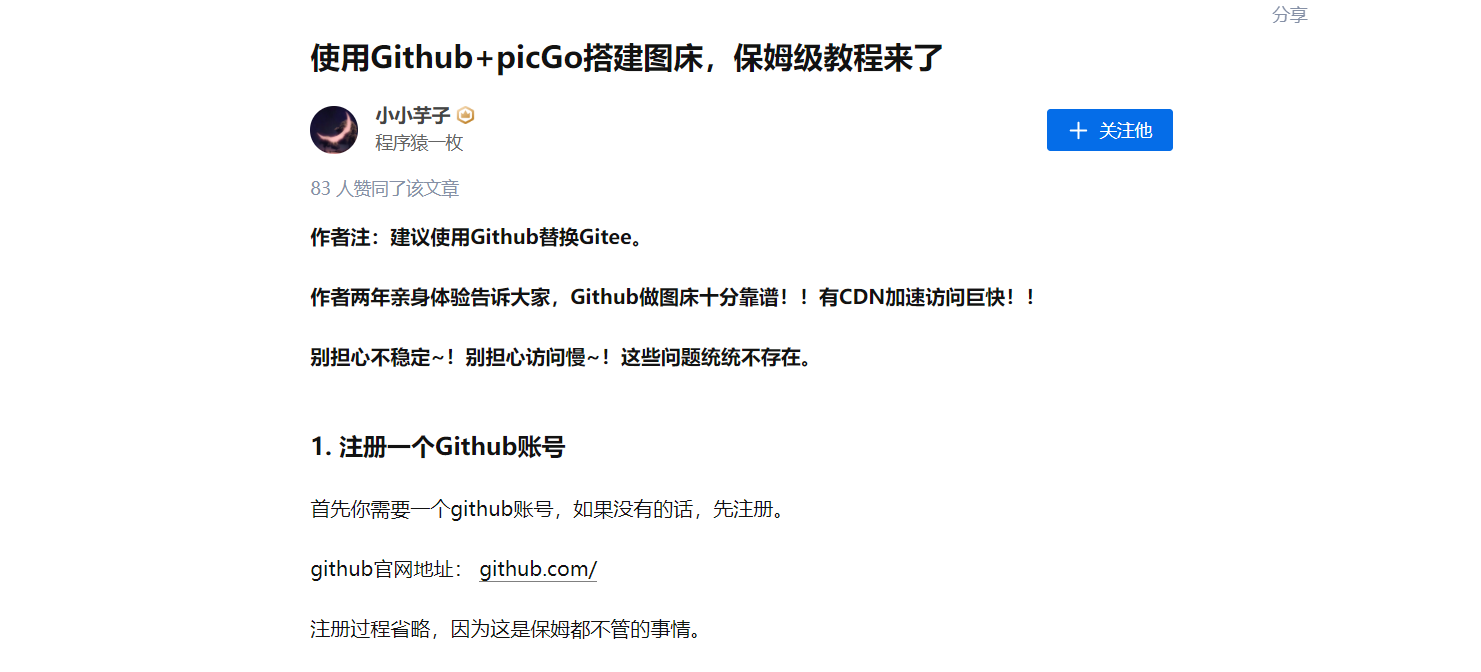 分享
使用Github+picGo搭建图床，保姆级教程来了
小小芋子
程序猿一枚
＋ 关注他
83 人赞同了该文章
作者注：建议使用Github替换Gitee。
作者两年亲身体验告诉大家，Github做图床十分靠谱！！有CDN加速访问巨快！！
别担心不稳定~！别担心访问慢~！这些问题统统不存在。
1. 注册一个Github账号
首先你需要一个github账号，如果没有的话，先注册。
github官网地址： github.com/
注册过程省略，因为这是保姆都不管的事情。